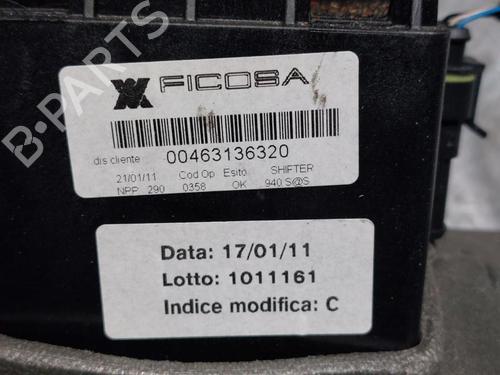 FICOSA
dis cliente 00463136320
21/01/11 Cod Op Esito SHIFTER
NPP 290 0358 OK 940 S@S
Data: 17/01/11
Lotto: 1011161
Indice modifica: C
B-PARTS